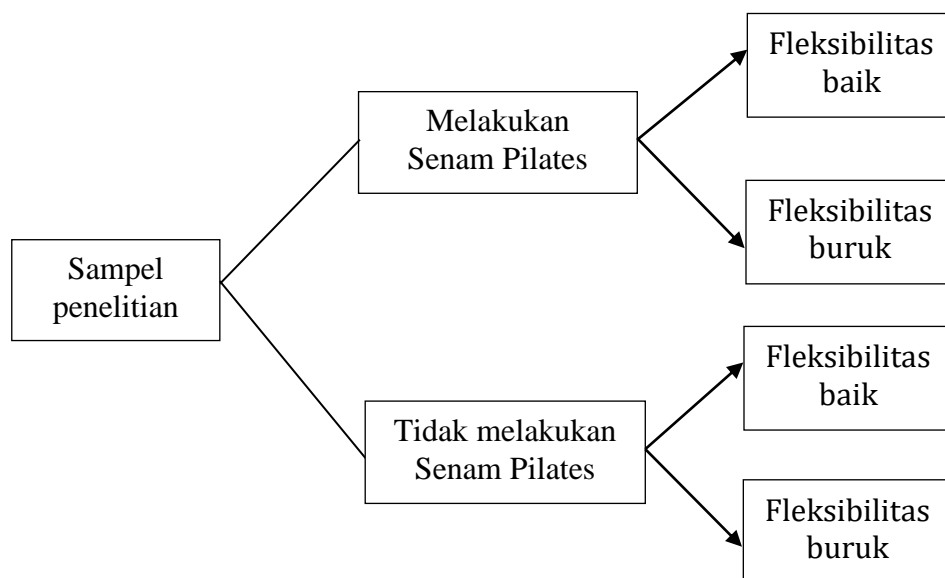 Sampel
penelitian
Melakukan
Senam Pilates
Fleksibilitas
baik
Fleksibilitas
buruk
Tidak melakukan
Senam Pilates
Fleksibilitas
baik
Fleksibilitas
buruk